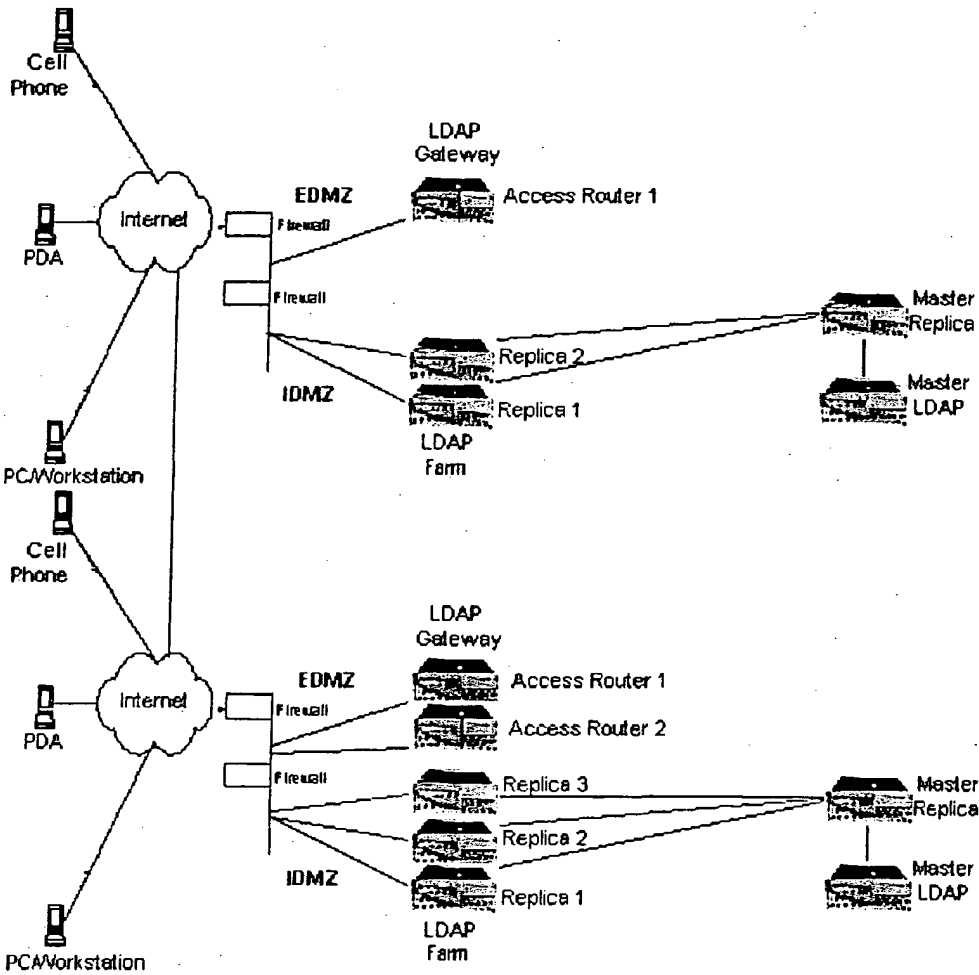 Cell
Phone
LDAP
Gateway
EDMZ
Access Router 1
Internet
Firewall
PDA
Firewall
Master
Replica
Replica 2
IDMZ
Replica 1
Master
LDAP
LDAP
Farm
PC/Workstation
Cell
Phone
LDAP
Gateway
EDMZ
Access Router 1
Internet
Firewall
PDA
Access Router 2
Firewall
Replica 3
Master
Replica
Replica 2
IDMZ
Replica 1
Master
LDAP
LDAP
Farm
PC/Workstation